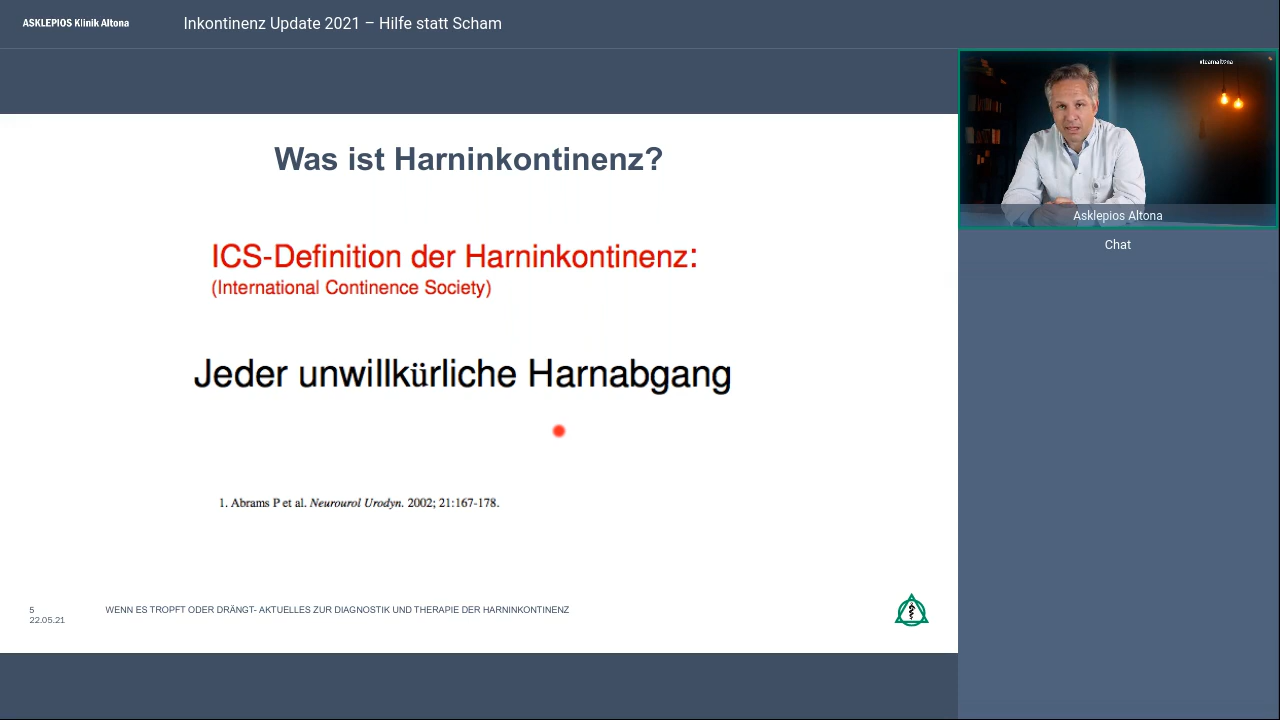 ASKLEPIOS Klinik Altona
Inkontinenz Update 2021 – Hilfe statt Scham
#teamaltona
Asklepios Altona
Chat
Was ist Harninkontinenz?
ICS-Definition der Harninkontinenz:
(International Continence Society)
Jeder unwillkürliche Harnabgang
1. Abrams P et al. Neurourol Urodyn. 2002; 21:167-178.
5
22.05.21
WENN ES TROPFT ODER DRÄNGT- AKTUELLES ZUR DIAGNOSTIK UND THERAPIE DER HARNINKONTINENZ